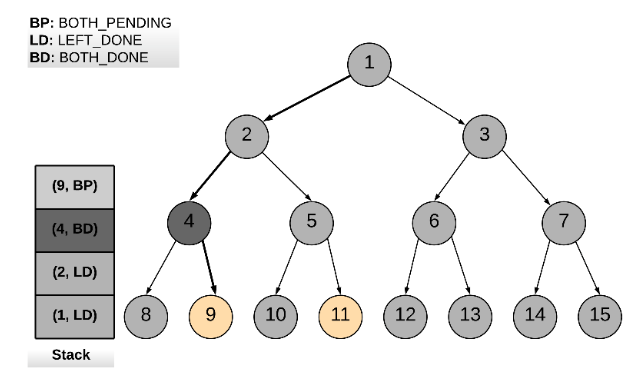 BP: BOTH_PENDING
LD: LEFT_DONE
BD: BOTH_DONE
1
2
3
(9, BP)
(4, BD)
4
5
6
7
(2, LD)
(1, LD)
8
9
10
11
12
13
14
15
Stack